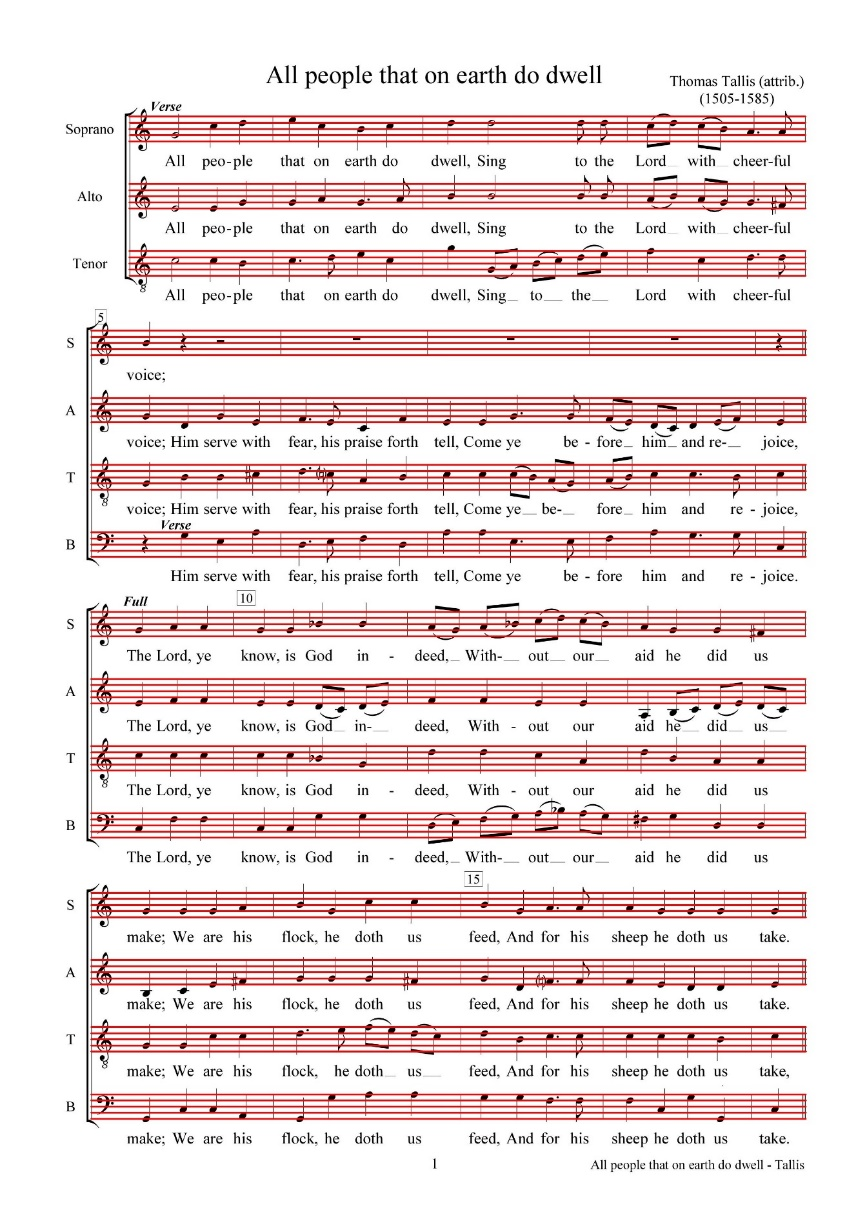 All people that on earth do dwell
Thomas Tallis (attrib.)
(1505-1585)
Verse
Soprano
All peo-ple that on earth do dwell, Sing to the Lord with cheer-ful
Alto
All peo-ple that on earth do dwell, Sing to the Lord with cheer-ful
Tenor
8
All peo-ple that on earth do dwell, Sing to the Lord with cheer-ful
5
S
voice;
A
voice; Him serve with fear, his praise forth tell, Come ye be - fore him and re- joice,
T
8
voice; Him serve with fear, his praise forth tell, Come ye be- fore him and re - joice,
Verse
B
Him serve with fear, his praise forth tell, Come ye be - fore him and re - joice.
Full
10
S
The Lord, ye know, is God in - deed, With- out our aid he did us
A
The Lord, ye know, is God in- deed, With - out our aid he did us
T
8
The Lord, ye know, is God in - deed, With - out our aid he did us
B
The Lord, ye know, is God in - deed, With- out our aid he did us
15
S
make; We are his flock, he doth us feed, And for his sheep he doth us take.
A
make; We are his flock, he doth us feed, And for his sheep he doth us take.
T
8
make; We are his flock, he doth us feed, And for his sheep he doth us take,
B
make; We are his flock, he doth us feed, And for his sheep he doth us take.
1
All people that on earth do dwell - Tallis